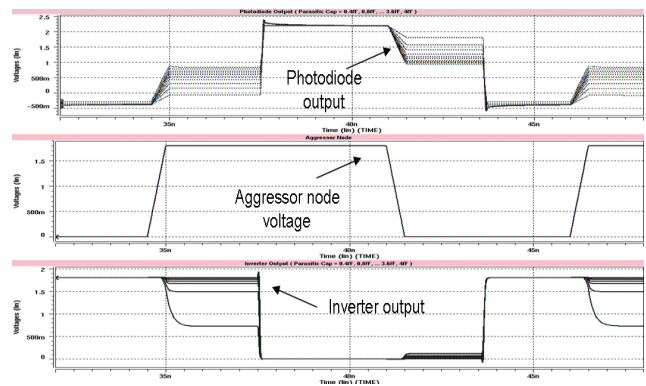 Photodiode Output ( Parasitic Cap = 0.4fF, 0.8fF, ... 3.6fF, 4fF )
Voltages (lin)
2.5
2
1.5
1
500m
0
-500m
Photodiode
output
35n
40n
45n
Time (lin) (TIME)
Aggressor Node
Voltages (lin)
1.5
1
500m
0
Aggressor node
voltage
35n
40n
45n
Time (lin) (TIME)
Inverter Output ( Parasitic Cap = 0.4fF, 0.8fF, ... 3.6fF, 4fF )
Voltages (lin)
2
1.5
1
500m
0
Inverter output
35n
40n
45n
Time (lin) (TIME)